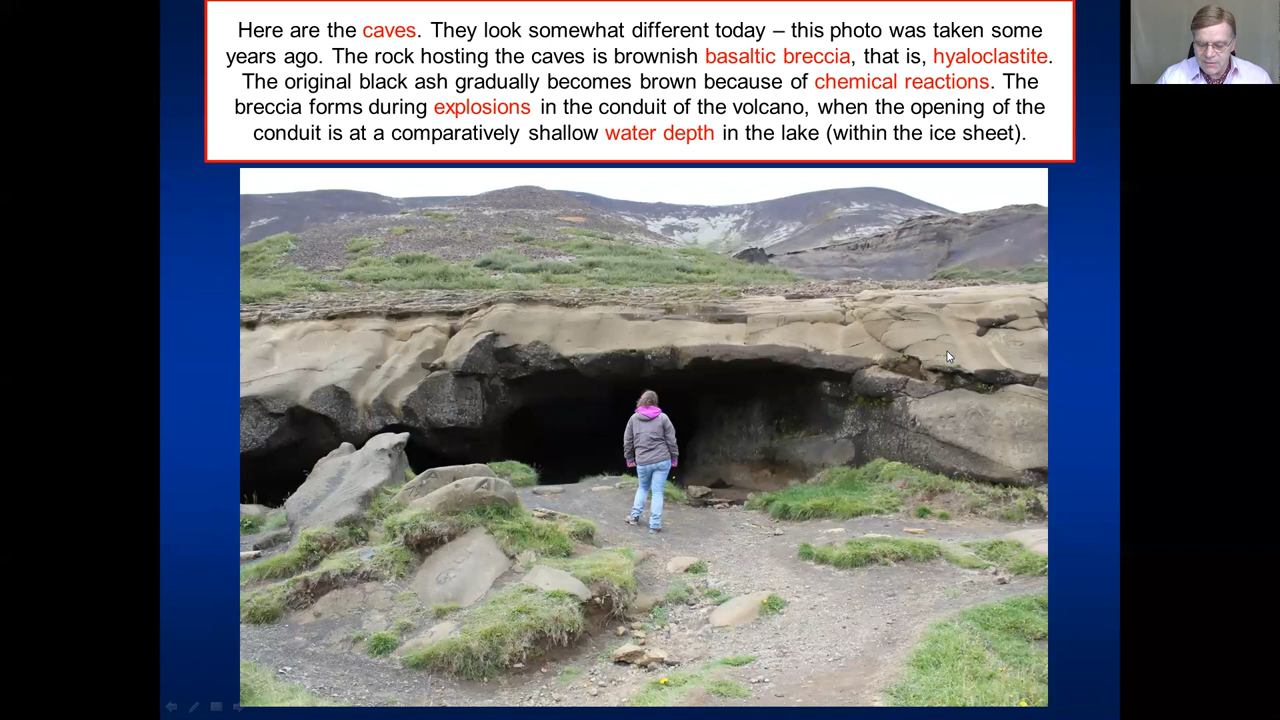 Here are the caves. They look somewhat different today – this photo was taken some
years ago. The rock hosting the caves is brownish basaltic breccia, that is, hyaloclastite.
The original black ash gradually becomes brown because of chemical reactions. The
breccia forms during explosions in the conduit of the volcano, when the opening of the
conduit is at a comparatively shallow water depth in the lake (within the ice sheet).